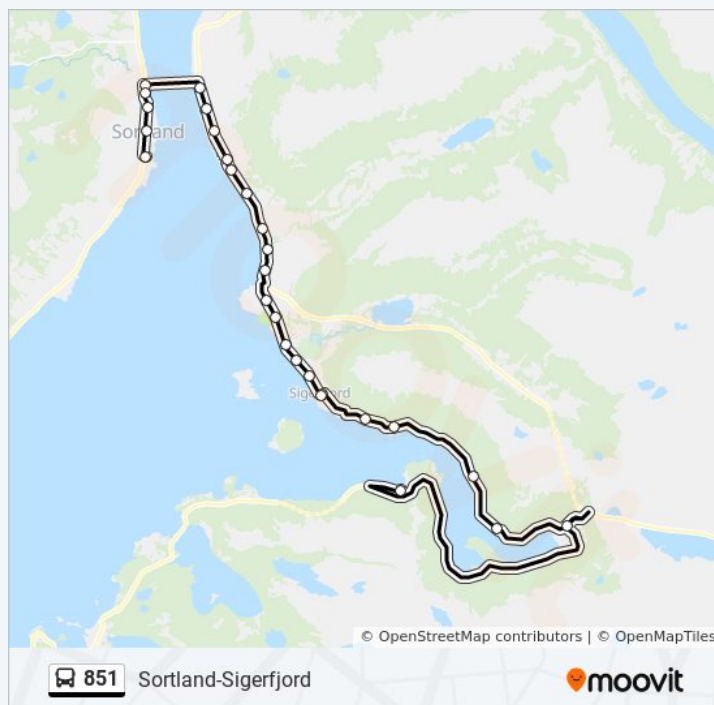 Sortland
Sigerfjord
© OpenStreetMap contributors | © OpenMapTiles
851 Sortland-Sigerfjord
moovit